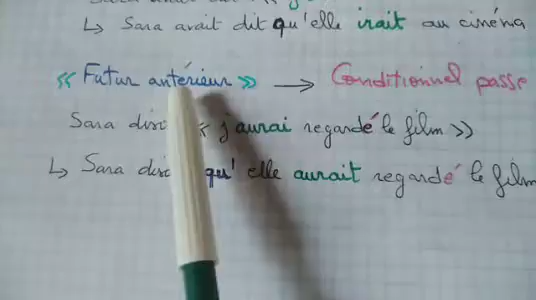 ↳ Sara avait dit qu'elle irait au cinéma
« Futur antérieur » → Conditionnel passé
Sara « j'aurai regardé le film »
↳ Sara qu'elle aurait regardé le film